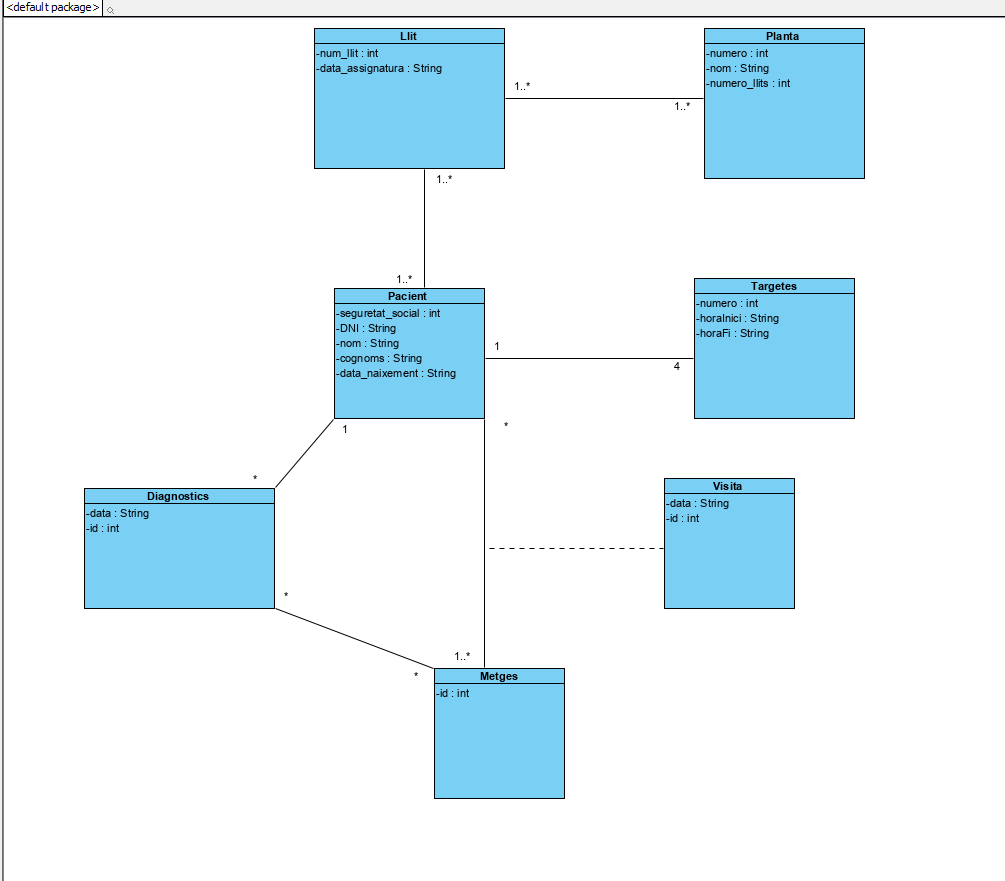 <default package>
Llit
-num_llit : int
-data_assignatura : String
Planta
-numero : int
-nom : String
-numero_llits : int
1..*
1..*
1..*
1..*
Pacient
-seguretat_social : int
-DNI : String
-nom : String
-cognoms : String
-data_naixement : String
Targetes
-numero : int
-horaInici : String
-horaFi : String
1
4
1
*
*
Diagnostics
-data : String
-id : int
Visita
-data : String
-id : int
*
*
1..*
Metges
-id : int